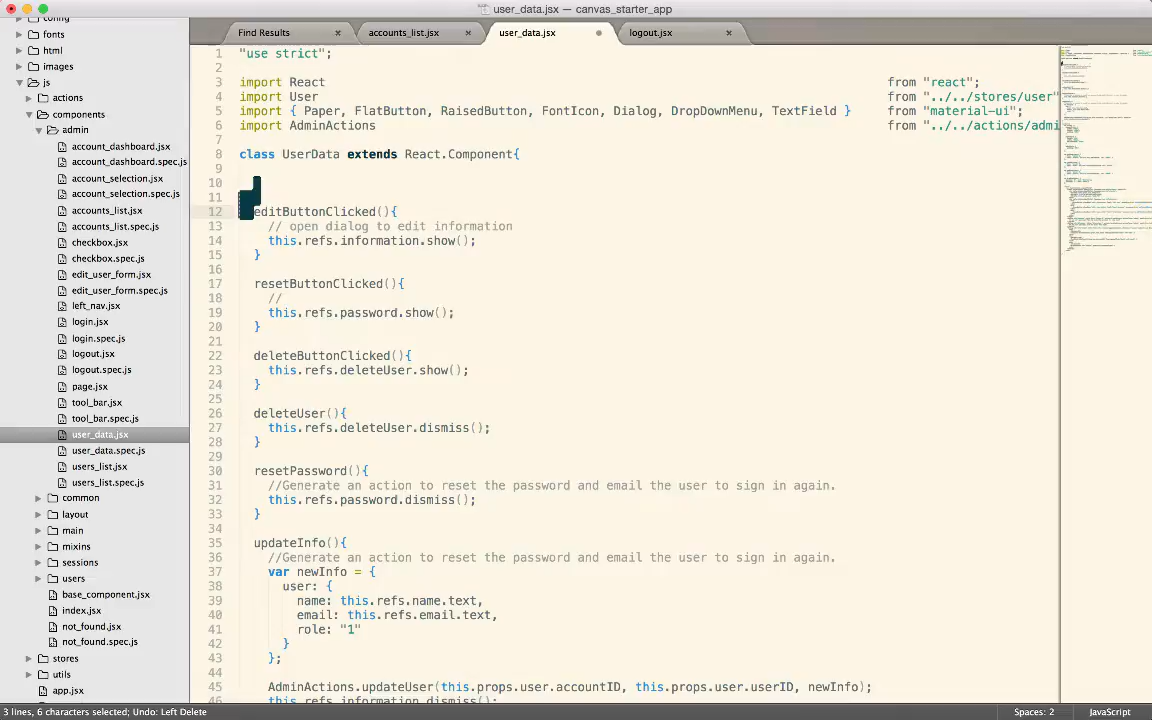 user_data.jsx — canvas_starter_app
Find Results
accounts_list.jsx
user_data.jsx
logout.jsx
config
fonts
html
images
js
actions
components
admin
account_dashboard.jsx
account_dashboard.spec.js
account_selection.jsx
account_selection.spec.js
accounts_list.jsx
accounts_list.spec.js
checkbox.jsx
checkbox.spec.js
edit_user_form.jsx
edit_user_form.spec.js
left_nav.jsx
login.jsx
login.spec.js
logout.jsx
logout.spec.js
page.jsx
tool_bar.jsx
tool_bar.spec.js
user_data.jsx
user_data.spec.js
users_list.jsx
users_list.spec.js
common
layout
main
mixins
sessions
users
base_component.jsx
index.jsx
not_found.jsx
not_found.spec.js
stores
utils
app.jsx
1 "use strict";
2
3 import React from "react";
4 import User from "../../stores/user"
5 import { Paper, FlatButton, RaisedButton, FontIcon, Dialog, DropDownMenu, TextField } from "material-ui";
6 import AdminActions from "../../actions/admi
7
8 class UserData extends React.Component{
9
10
11
12 editButtonClicked(){
13 // open dialog to edit information
14 this.refs.information.show();
15 }
16
17 resetButtonClicked(){
18 //
19 this.refs.password.show();
20 }
21
22 deleteButtonClicked(){
23 this.refs.deleteUser.show();
24 }
25
26 deleteUser(){
27 this.refs.deleteUser.dismiss();
28 }
29
30 resetPassword(){
31 //Generate an action to reset the password and email the user to sign in again.
32 this.refs.password.dismiss();
33 }
34
35 updateInfo(){
36 //Generate an action to reset the password and email the user to sign in again.
37 var newInfo = {
38 user: {
39 name: this.refs.name.text,
40 email: this.refs.email.text,
41 role: "1"
42 }
43 };
44
45 AdminActions.updateUser(this.props.user.accountID, this.props.user.userID, newInfo);
46 this.refs.information.dismiss();
3 lines, 6 characters selected; Undo: Left Delete
Spaces: 2
JavaScript